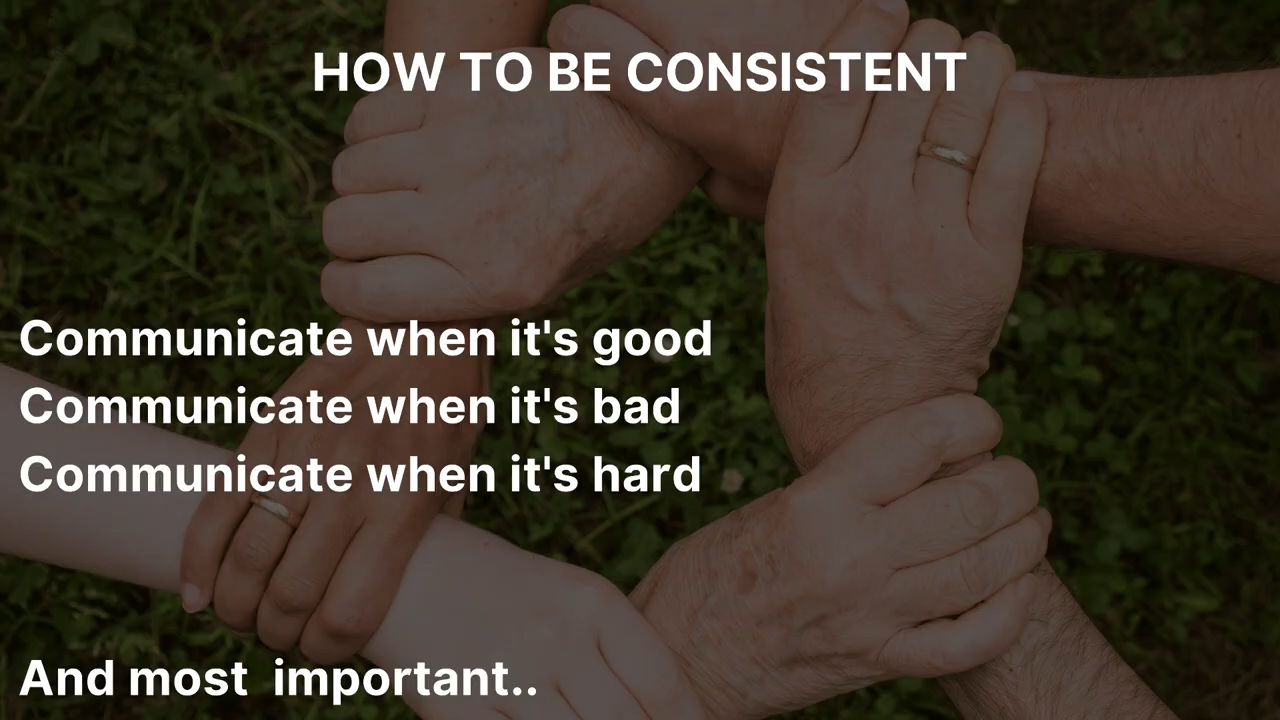 HOW TO BE CONSISTENT
Communicate when it's good
Communicate when it's bad
Communicate when it's hard
And most  important..